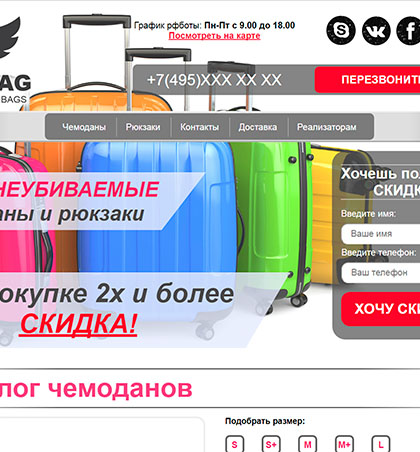 График рфботы: Пн-Пт с 9.00 до 18.00
Посмотреть на карте
AG
BAGS
+7(495)XXX XX XX
ПЕРЕЗВОНИТ
Чемоданы
Рюкзаки
Контакты
Доставка
Реализаторам
НЕУБИВАЕМЫЕ
аны и рюкзаки
окупке 2х и более
СКИДКА!
Хочешь по
СКИДК
Введите имя:
Ваше имя
Введите телефон:
Ваш телефон
ХОЧУ СКИ
лог чемоданов
Подобрать размер:
S
S+
M
M+
L